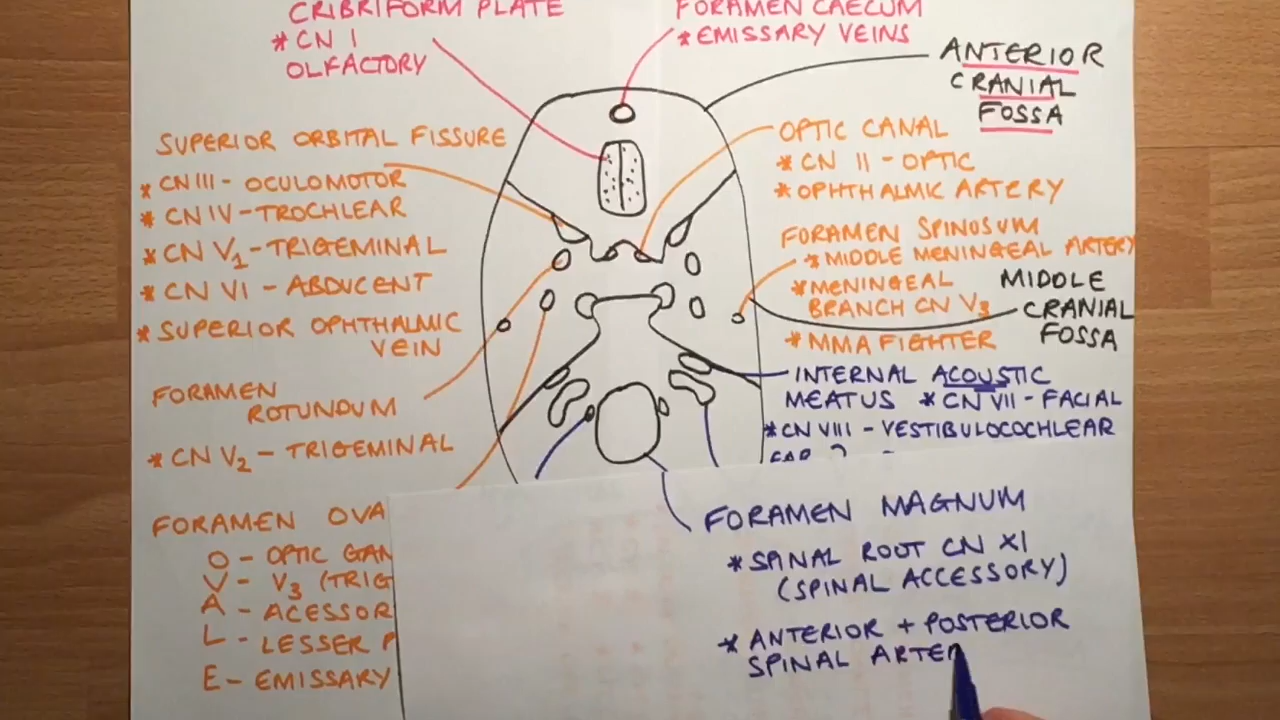 CRIBRIFORM PLATE
* CN I
OLFACTORY
FORAMEN CAECUM
* EMISSARY VEINS
ANTERIOR
CRANIAL
FOSSA
SUPERIOR ORBITAL FISSURE
* CN III - OCULOMOTOR
* CN IV - TROCHLEAR
* CN V1 - TRIGEMINAL
* CN VI - ABDUCENT
* SUPERIOR OPHTHALMIC
VEIN
FORAMEN
ROTUNDUM
* CN V2 - TRIGEMINAL
FORAMEN OVA
O - OPTIC GAN
V - V3 (TRIG
A - ACESSOR
L - LESSER P
E - EMISSARY
OPTIC CANAL
* CN II - OPTIC
* OPHTHALMIC ARTERY
FORAMEN SPINOSUM
* MIDDLE MENINGEAL ARTERY
* MENINGEAL
BRANCH CN V3
* MMA FIGHTER
MIDDLE
CRANIAL
FOSSA
INTERNAL ACOUSTIC
MEATUS * CN VII - FACIAL
* CN VIII - VESTIBULOCOCHLEAR
FORAMEN MAGNUM
* SPINAL ROOT CN XI
(SPINAL ACCESSORY)
* ANTERIOR + POSTERIOR
SPINAL ARTE